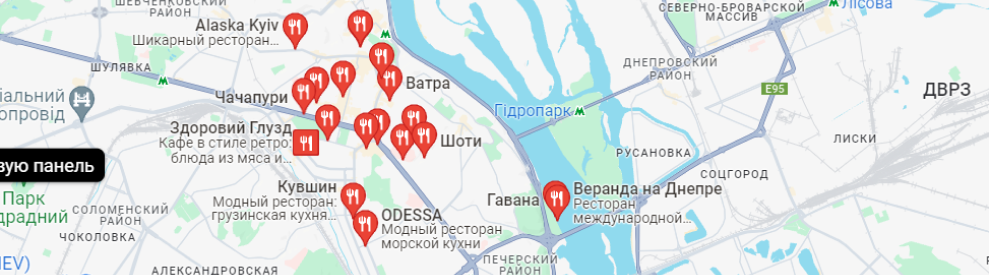 ШЕВЧЕНКОВСКИЙ
РАЙОН
Alaska Kyiv
Шикарный ресторан...
ШУЛЯВКА
Ватра
Чачапури
іальний
опровід
Здоровий Глузд
Кафе в стиле ретро:
блюда из мяса и...
Шоти
вую панель
Кувшин
Модный ресторан:
грузинская кухня...
ODESSA
Модный ресторан
морской кухни
Парк
драдний
СОЛОМЕНСКИЙ
РАЙОН
ЧОКОЛОВКА
IEV)
АЛЕКСАНДРОВСКАЯ
СЕВЕРНО-БРОВАРСКОЙ
МАССИВ
Лісова
ДНЕПРОВСКИЙ
РАЙОН
E95
ДВРЗ
Гідропарк
РУСАНОВКА
ЛИСКИ
СОЦГОРОД
Гавана
Веранда на Днепре
Ресторан
международной...
ПЕЧЕРСКИЙ
РАЙОН